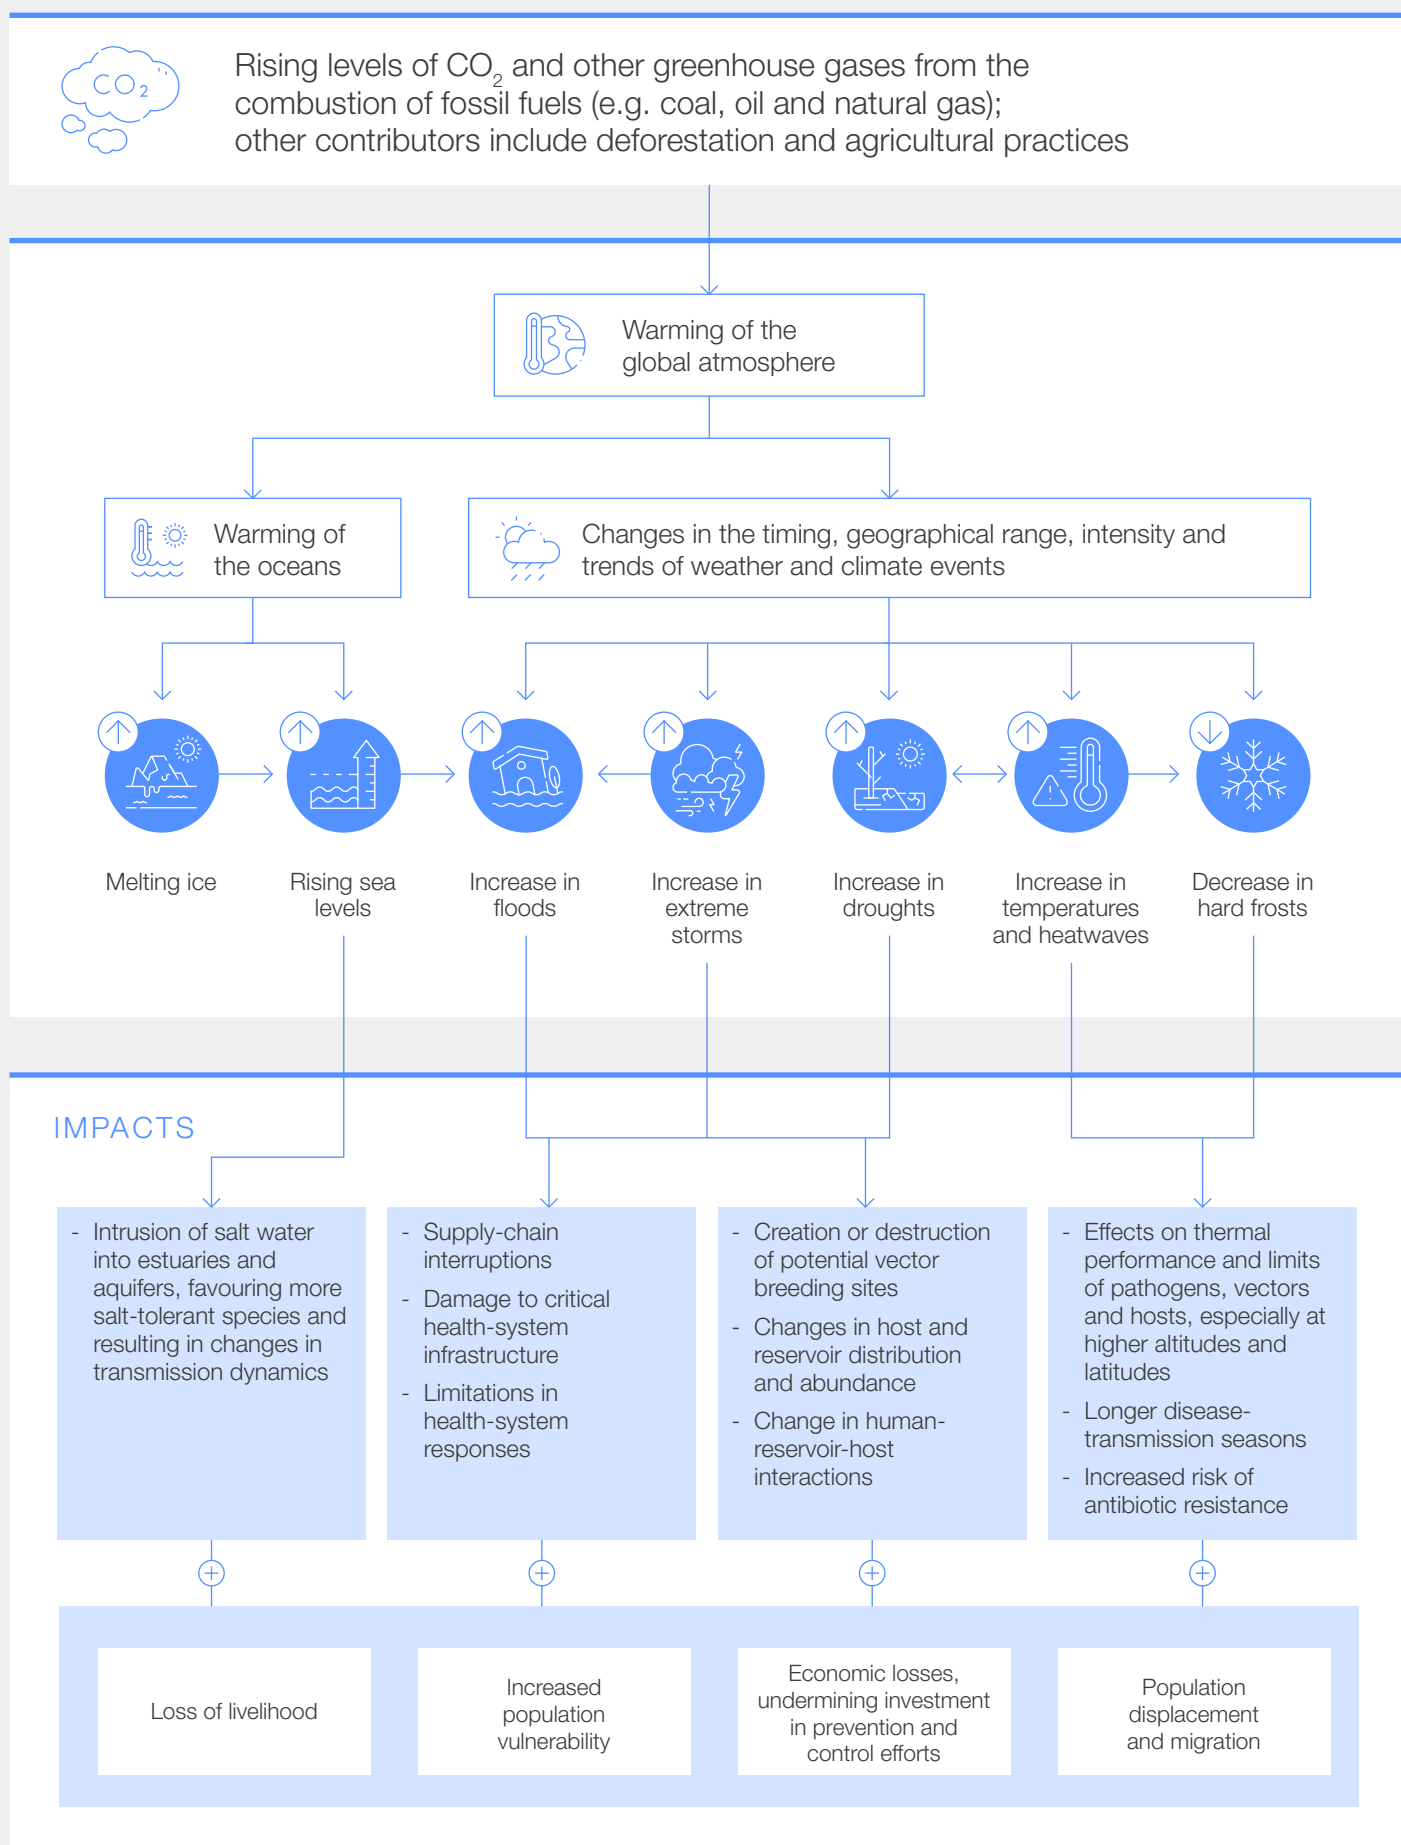 CO2
Rising levels of CO2 and other greenhouse gases from the
combustion of fossil fuels (e.g. coal, oil and natural gas);
other contributors include deforestation and agricultural practices
Warming of the
global atmosphere
Warming of
the oceans
Changes in the timing, geographical range, intensity and
trends of weather and climate events
Melting ice
Rising sea
levels
Increase in
floods
Increase in
extreme
storms
Increase in
droughts
Increase in
temperatures
and heatwaves
Decrease in
hard frosts
IMPACTS
- Intrusion of salt water
into estuaries and
aquifers, favouring more
salt-tolerant species and
resulting in changes in
transmission dynamics
- Supply-chain
interruptions
- Damage to critical
health-system
infrastructure
- Limitations in
health-system
responses
- Creation or destruction
of potential vector
breeding sites
- Changes in host and
reservoir distribution
and abundance
- Change in human-
reservoir-host
interactions
- Effects on thermal
performance and limits
of pathogens, vectors
and hosts, especially at
higher altitudes and
latitudes
- Longer disease-
transmission seasons
- Increased risk of
antibiotic resistance
Loss of livelihood
Increased
population
vulnerability
Economic losses,
undermining investment
in prevention and
control efforts
Population
displacement
and migration